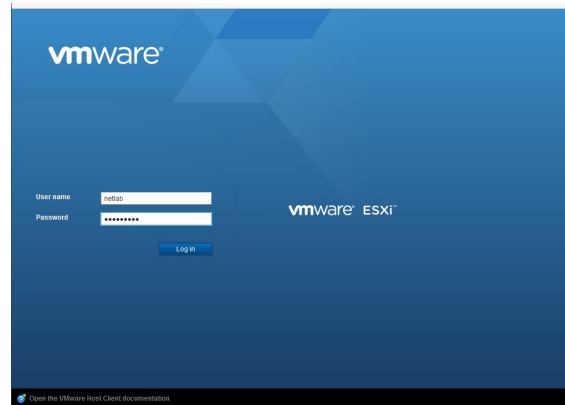 vmware®
User name
netlab
Password
•••••••••
Log in
vmware® ESXi™
Open the VMware Host Client documentation